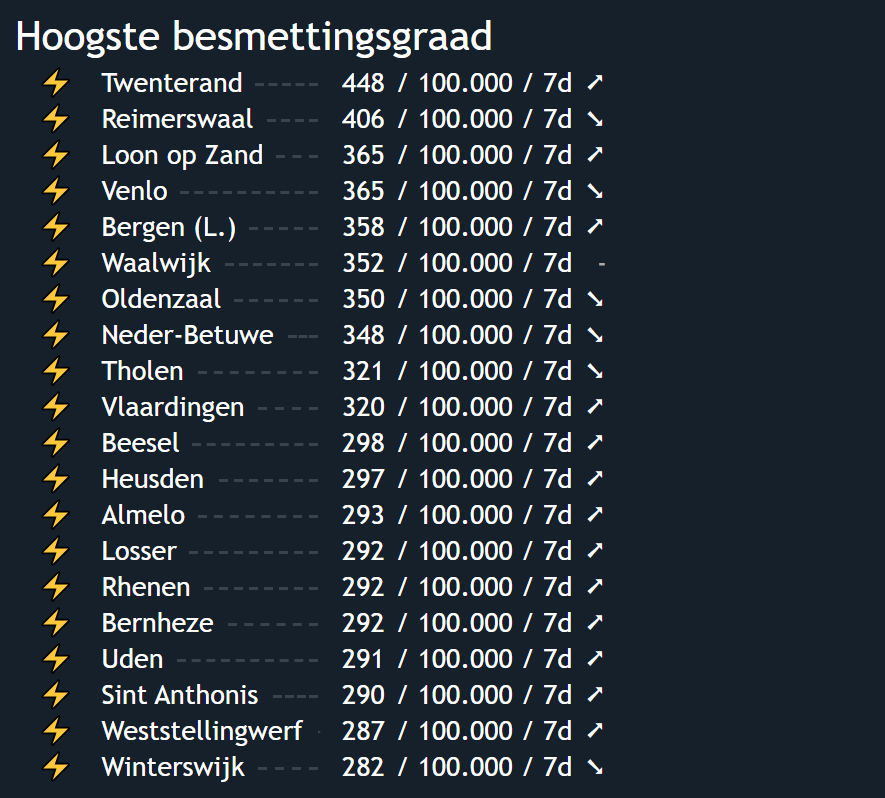 Hoogste besmettingsgraad
⚡ Twenterand ----- 448 / 100.000 / 7d ➚
⚡ Reimerswaal ---- 406 / 100.000 / 7d ➘
⚡ Loon op Zand --- 365 / 100.000 / 7d ➚
⚡ Venlo ---------- 365 / 100.000 / 7d ➘
⚡ Bergen (L.) ----- 358 / 100.000 / 7d ➚
⚡ Waalwijk ------- 352 / 100.000 / 7d -
⚡ Oldenzaal ------ 350 / 100.000 / 7d ➘
⚡ Neder-Betuwe --- 348 / 100.000 / 7d ➘
⚡ Tholen --------- 321 / 100.000 / 7d ➘
⚡ Vlaardingen ---- 320 / 100.000 / 7d ➚
⚡ Beesel --------- 298 / 100.000 / 7d ➚
⚡ Heusden ------- 297 / 100.000 / 7d ➚
⚡ Almelo --------- 293 / 100.000 / 7d ➚
⚡ Losser --------- 292 / 100.000 / 7d ➚
⚡ Rhenen -------- 292 / 100.000 / 7d ➚
⚡ Bernheze ------ 292 / 100.000 / 7d ➚
⚡ Uden ---------- 291 / 100.000 / 7d ➚
⚡ Sint Anthonis ---- 290 / 100.000 / 7d ➚
⚡ Weststellingwerf - 287 / 100.000 / 7d ➚
⚡ Winterswijk ---- 282 / 100.000 / 7d ➘